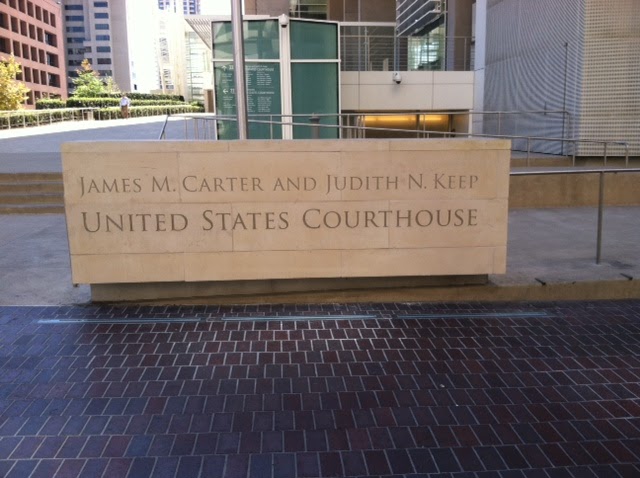 James M. Carter and Judith N. Keep
United States Courthouse